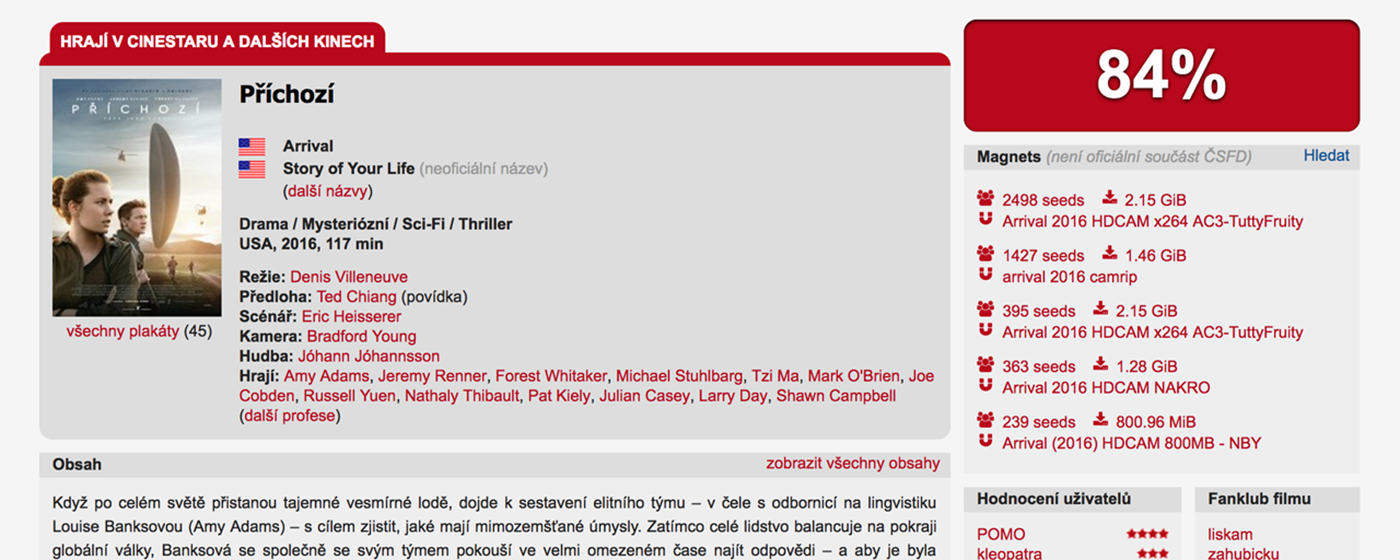 HRAJÍ V CINESTARU A DALŠÍCH KINECH
PŘÍCHOZÍ
všechny plakáty (45)
Příchozí
Arrival
Story of Your Life (neoficiální název)
(další názvy)
Drama / Mysteriózní / Sci-Fi / Thriller
USA, 2016, 117 min
Režie: Denis Villeneuve
Předloha: Ted Chiang (povídka)
Scénář: Eric Heisserer
Kamera: Bradford Young
Hudba: Jóhann Jóhannsson
Hrají: Amy Adams, Jeremy Renner, Forest Whitaker, Michael Stuhlbarg, Tzi Ma, Mark O'Brien, Joe
Cobden, Russell Yuen, Nathaly Thibault, Pat Kiely, Julian Casey, Larry Day, Shawn Campbell
(další profese)
Obsah
zobrazit všechny obsahy
Když po celém světě přistanou tajemné vesmírné lodě, dojde k sestavení elitního týmu – v čele s odbornicí na lingvistiku
Louise Banksovou (Amy Adams) – s cílem zjistit, jaké mají mimozemšťané úmysly. Zatímco celé lidstvo balancuje na pokraji
globální války, Banksová se společně se svým týmem pokouší ve velmi omezeném čase najít odpovědi – a aby je byla
84%
Magnets (není oficiální součást ČSFD)
Hledat
2498 seeds 2.15 GiB
Arrival 2016 HDCAM x264 AC3-TuttyFruity
1427 seeds 1.46 GiB
arrival 2016 camrip
395 seeds 2.15 GiB
Arrival 2016 HDCAM x264 AC3-TuttyFruity
363 seeds 1.28 GiB
Arrival 2016 HDCAM NAKRO
239 seeds 800.96 MiB
Arrival (2016) HDCAM 800MB - NBY
Hodnocení uživatelů
POMO ★★★★
kleopatra ★★★
Fanklub filmu
liskam
zahubicku